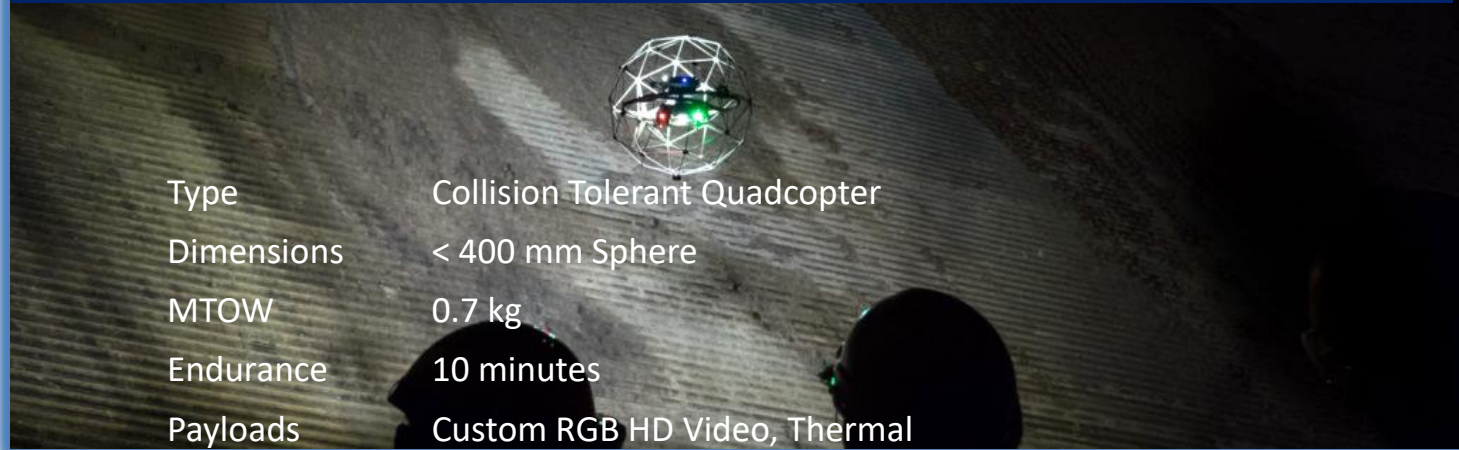 Type Collision Tolerant Quadcopter
Dimensions < 400 mm Sphere
MTOW 0.7 kg
Endurance 10 minutes
Payloads Custom RGB HD Video, Thermal